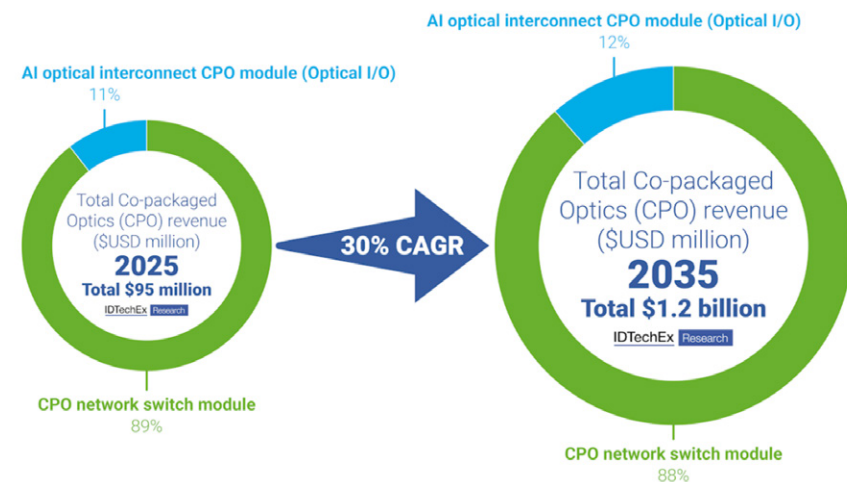 AI optical interconnect CPO module (Optical I/O)
11%
Total Co-packaged
Optics (CPO) revenue
($USD million)
2025
Total $95 million
IDTechEx Research
CPO network switch module
89%
30% CAGR
AI optical interconnect CPO module (Optical I/O)
12%
Total Co-packaged
Optics (CPO) revenue
($USD million)
2035
Total $1.2 billion
IDTechEx Research
CPO network switch module
88%